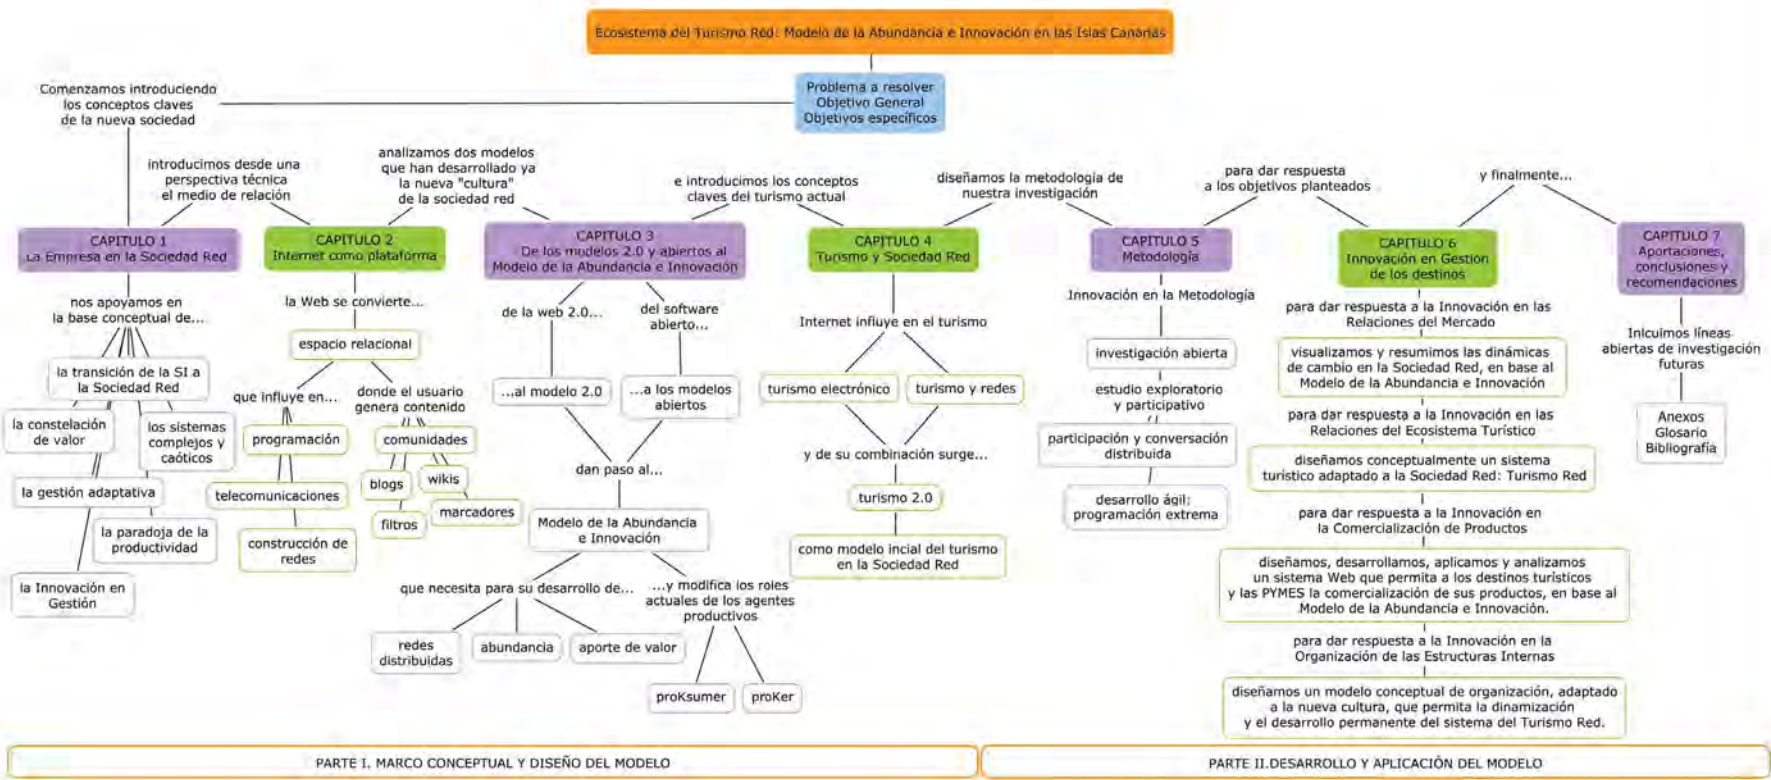 Ecosistema del Turismo Red: Modelo de la Abundancia e Innovación en las Islas Canarias
Problema a resolver
Objetivo General
Objetivos específicos
Comenzamos introduciendo
los conceptos claves
de la nueva sociedad
introducimos desde una
perspectiva técnica
el medio de relación
analizamos dos modelos
que han desarrollado ya
la nueva "cultura"
de la sociedad red
e introducimos los conceptos
claves del turismo actual
diseñamos la metodología de
nuestra investigación
para dar respuesta
a los objetivos planteados
y finalmente...
CAPITULO 1
La Empresa en la Sociedad Red
nos apoyamos en
la base conceptual de...
la transición de la SI a
la Sociedad Red
la constelación
de valor
los sistemas
complejos y
caóticos
la gestión adaptativa
la paradoja de la
productividad
la Innovación en
Gestión
CAPITULO 2
Internet como plataforma
la Web se convierte...
espacio relacional
que influye en...
donde el usuario
genera contenido
programación
telecomunicaciones
construcción de
redes
comunidades
blogs
wikis
filtros
marcadores
CAPITULO 3
De los modelos 2.0 y abiertos al
Modelo de la Abundancia e Innovación
de la web 2.0...
del software
abierto...
...al modelo 2.0
...a los modelos
abiertos
dan paso al...
Modelo de la Abundancia
e Innovación
que necesita para su desarrollo de...
...y modifica los roles
actuales de los agentes
productivos
redes
distribuidas
abundancia
aporte de valor
proKsumer
proKer
CAPITULO 4
Turismo y Sociedad Red
Internet influye en el turismo
turismo electrónico
turismo y redes
y de su combinación surge...
turismo 2.0
como modelo incial del turismo
en la Sociedad Red
CAPITULO 5
Metodología
Innovación en la Metodología
investigación abierta
estudio exploratorio
y participativo
participación y conversación
distribuida
desarrollo ágil:
programación extrema
CAPITULO 6
Innovación en Gestion
de los destinos
para dar respuesta a la Innovación en las
Relaciones del Mercado
visualizamos y resumimos las dinámicas
de cambio en la Sociedad Red, en base al
Modelo de la Abundancia e Innovación
para dar respuesta a la Innovación en las
Relaciones del Ecosistema Turístico
diseñamos conceptualmente un sistema
turístico adaptado a la Sociedad Red: Turismo Red
para dar respuesta a la Innovación en
la Comercialización de Productos
diseñamos, desarrollamos, aplicamos y analizamos
un sistema Web que permita a los destinos turísticos
y las PYMES la comercialización de sus productos, en base al
Modelo de la Abundancia e Innovación.
para dar respuesta a la Innovación en la
Organización de las Estructuras Internas
diseñamos un modelo conceptual de organización, adaptado
a la nueva cultura, que permita la dinamización
y el desarrollo permanente del sistema del Turismo Red.
CAPITULO 7
Aportaciones,
conclusiones y
recomendaciones
Inlcuimos líneas
abiertas de investigación
futuras
Anexos
Glosario
Bibliografía
PARTE I. MARCO CONCEPTUAL Y DISEÑO DEL MODELO
PARTE II.DESARROLLO Y APLICACIÓN DEL MODELO